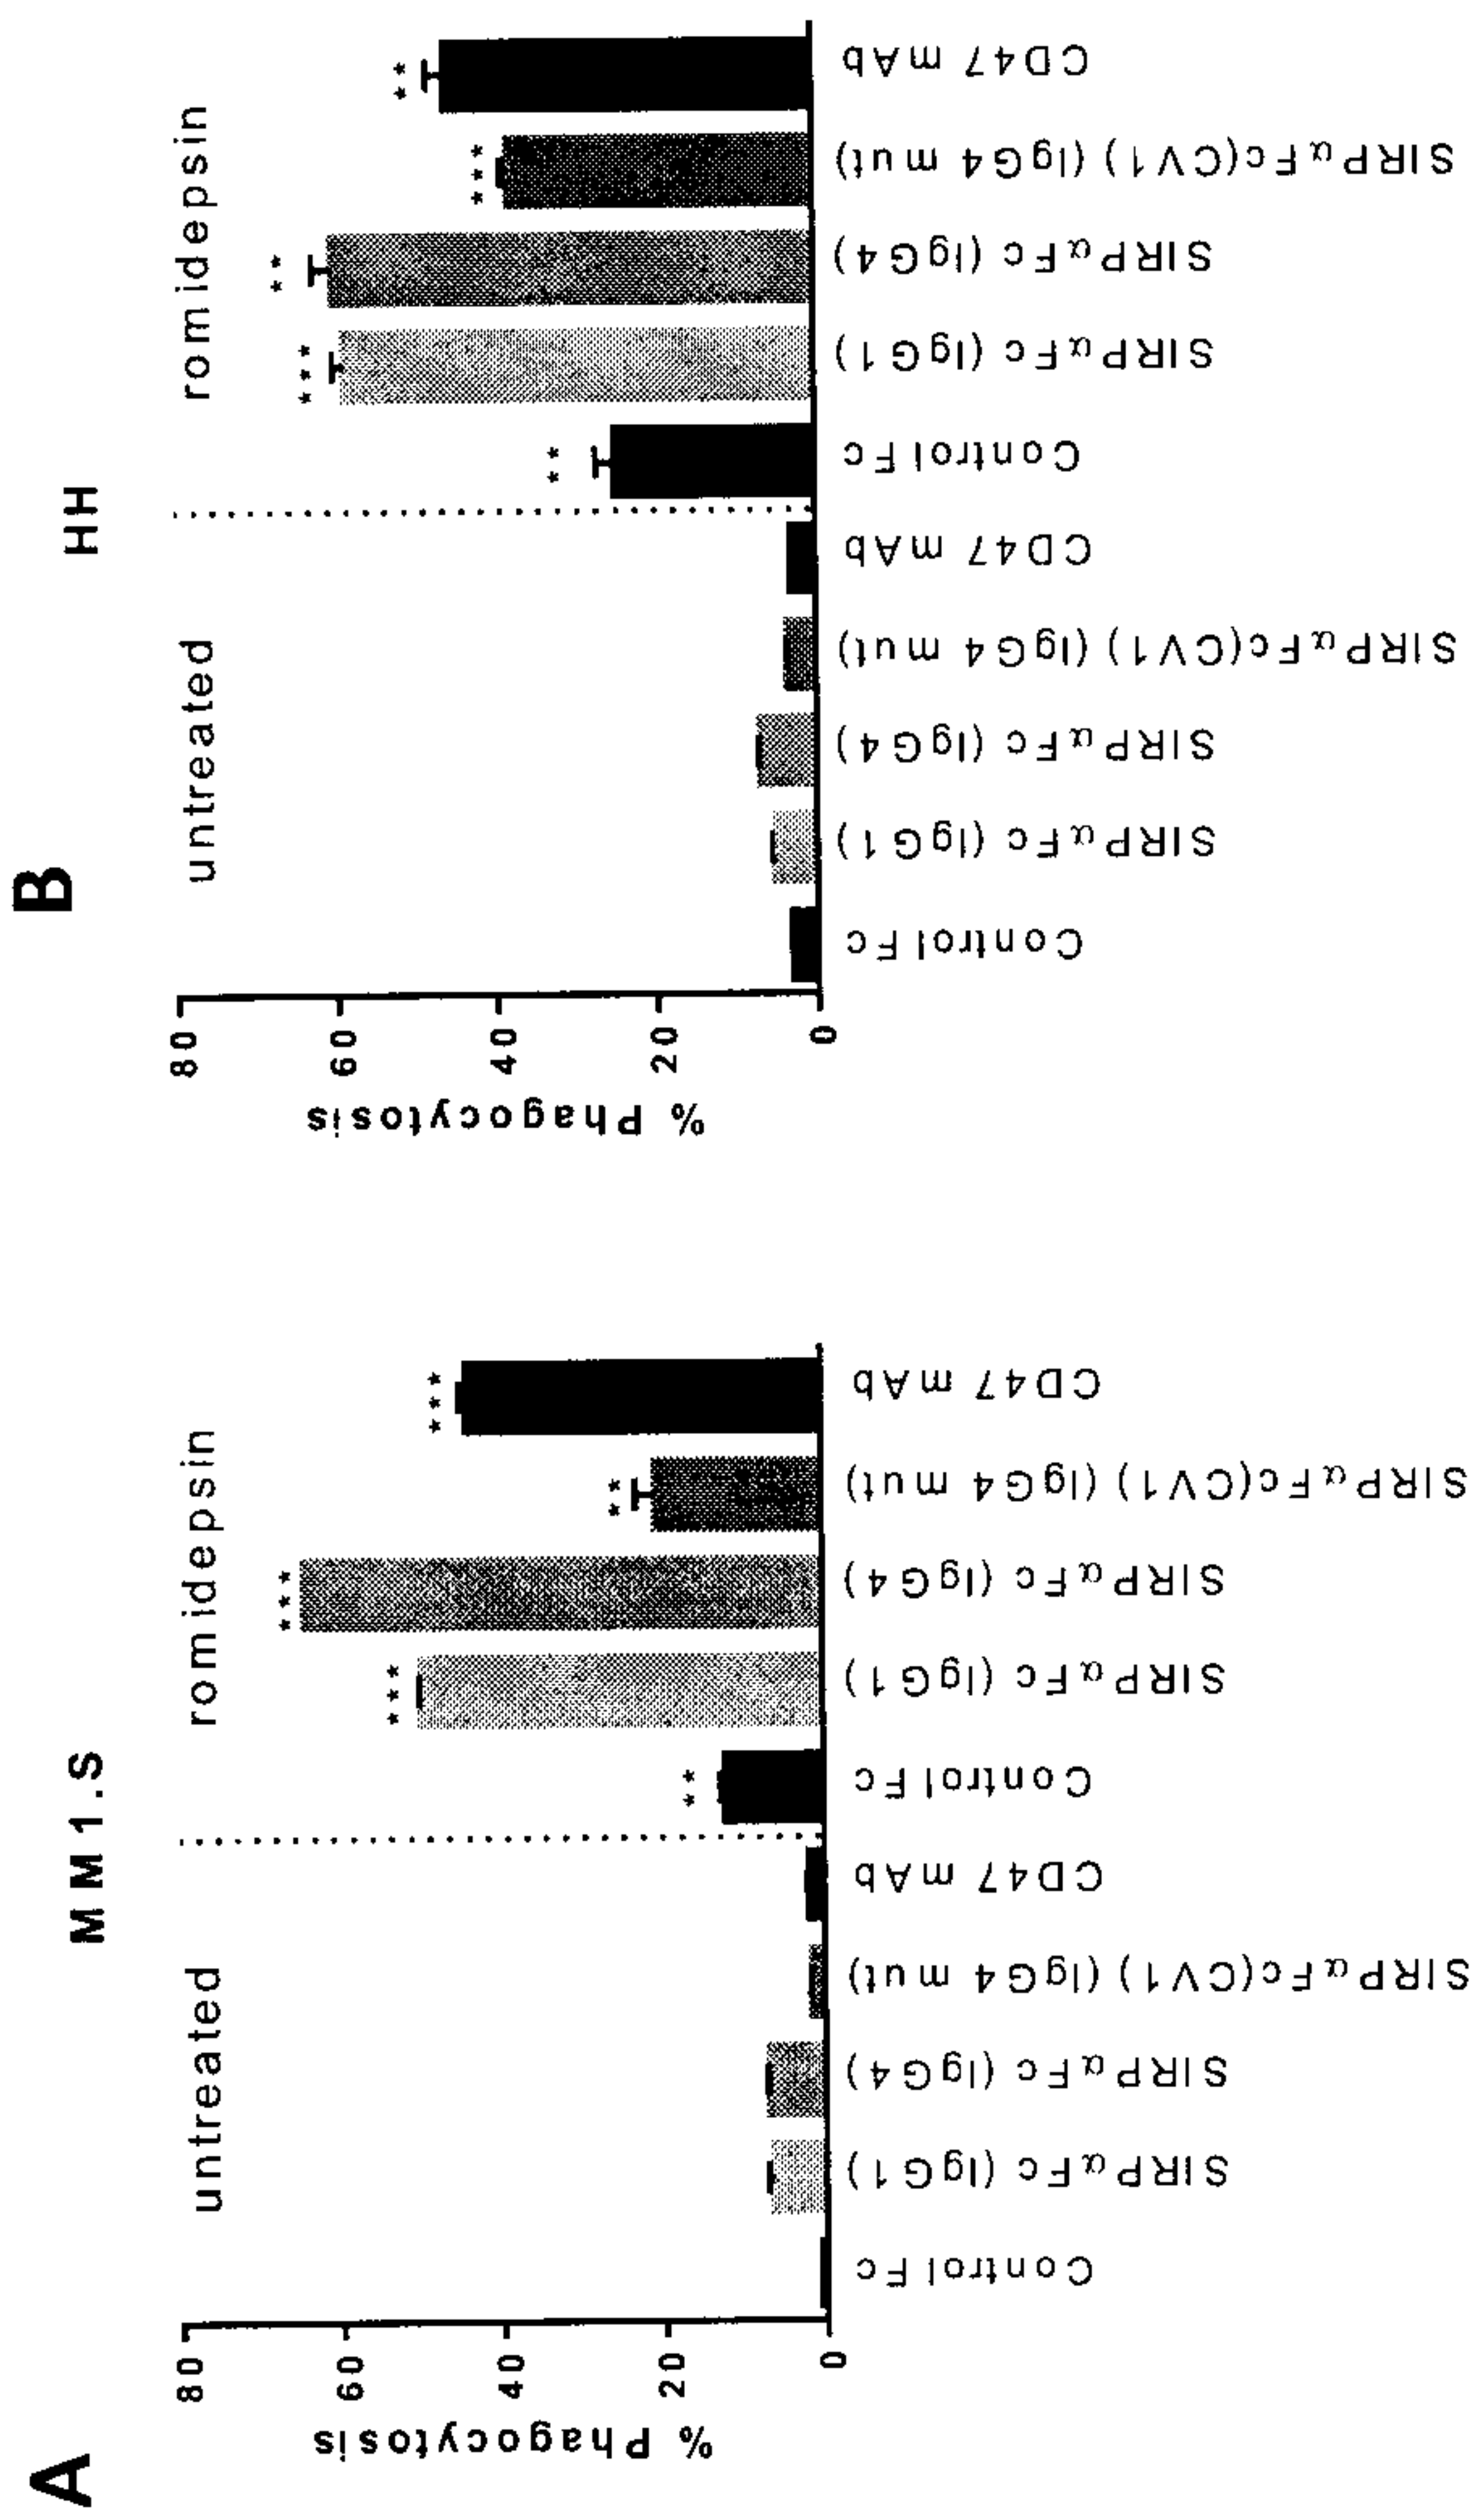 A
MM1.S
untreated
romidepsin
% Phagocytosis
80
60
40
20
0
**
***
***
**
***
Control Fc
SIRPαFc (IgG1)
SIRPαFc (IgG4)
SIRPαFc(CV1) (IgG4 mut)
CD47 mAb
Control Fc
SIRPαFc (IgG1)
SIRPαFc (IgG4)
SIRPαFc(CV1) (IgG4 mut)
CD47 mAb
B
HH
untreated
romidepsin
% Phagocytosis
80
60
40
20
0
**
***
**
***
**
Control Fc
SIRPαFc (IgG1)
SIRPαFc (IgG4)
SIRPαFc(CV1) (IgG4 mut)
CD47 mAb
Control Fc
SIRPαFc (IgG1)
SIRPαFc (IgG4)
SIRPαFc(CV1) (IgG4 mut)
CD47 mAb